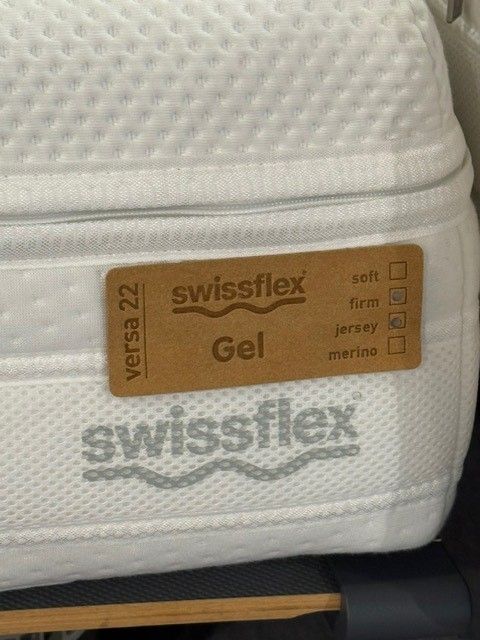 versa 22
swissflex
Gel
soft
firm
jersey
merino
swissflex